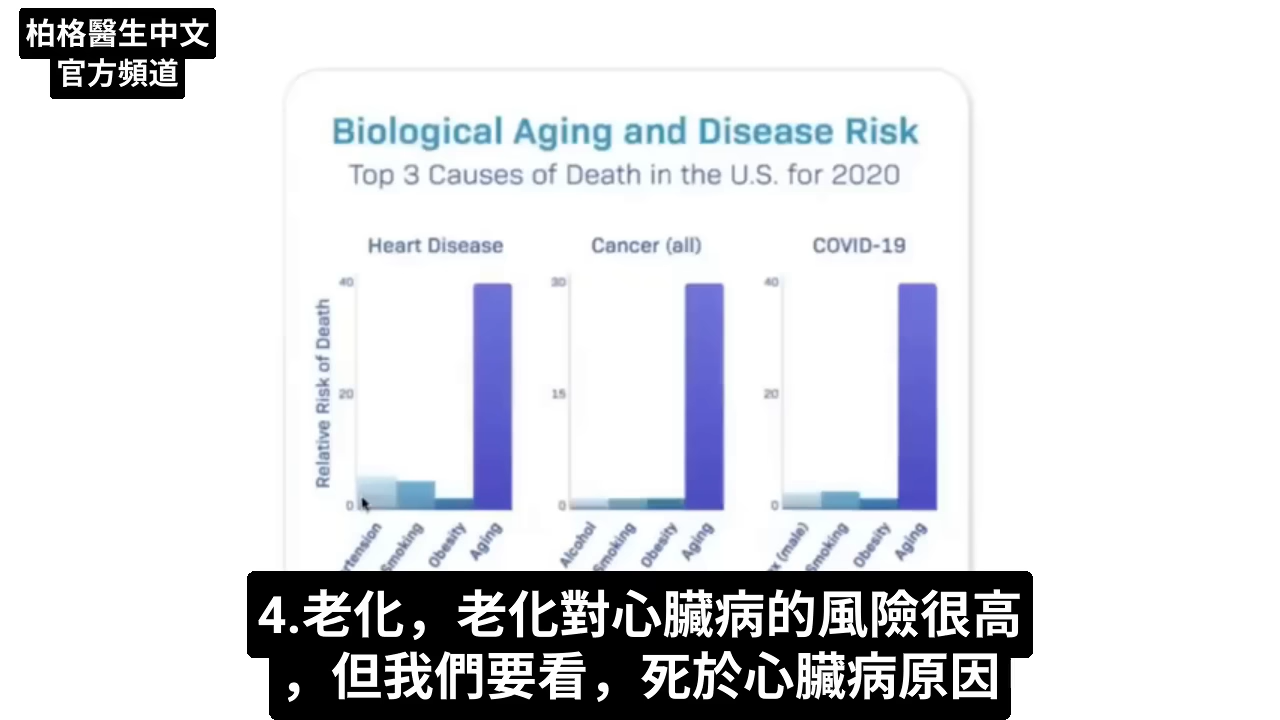 柏格醫生中文
官方頻道
Biological Aging and Disease Risk
Top 3 Causes of Death in the U.S. for 2020
Heart Disease
Cancer (all)
COVID-19
Relative Risk of Death
40
20
0
30
15
0
40
20
0
Smoking
Obesity
Aging
Alcohol
Smoking
Obesity
Aging
(male)
Smoking
Obesity
Aging
4.老化，老化對心臟病的風險很高
，但我們要看，死於心臟病原因